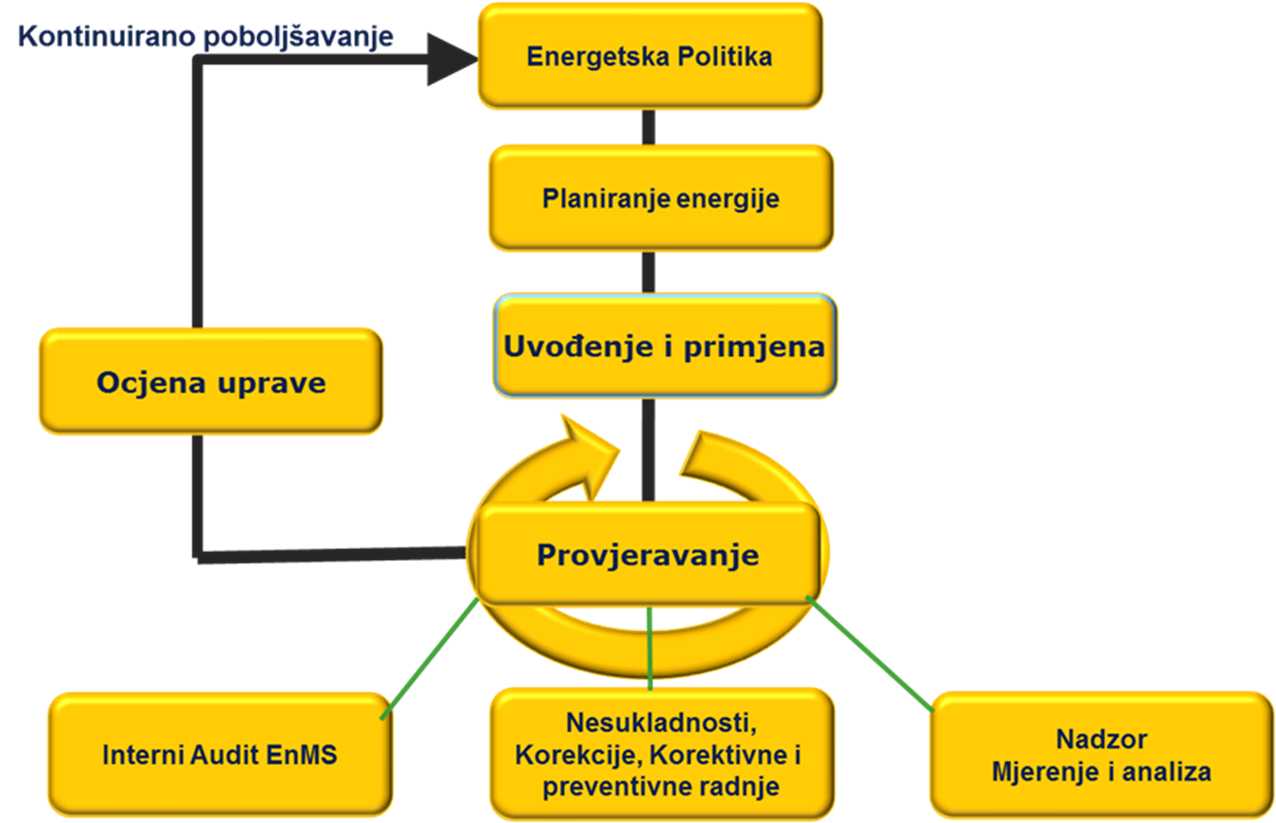 Kontinuirano poboljšavanje
Energetska Politika
Planiranje energije
Uvođenje i primjena
Ocjena uprave
Provjeravanje
Interni Audit EnMS
Nesukladnosti,
Korekcije, Korektivne i
preventivne radnje
Nadzor
Mjerenje i analiza